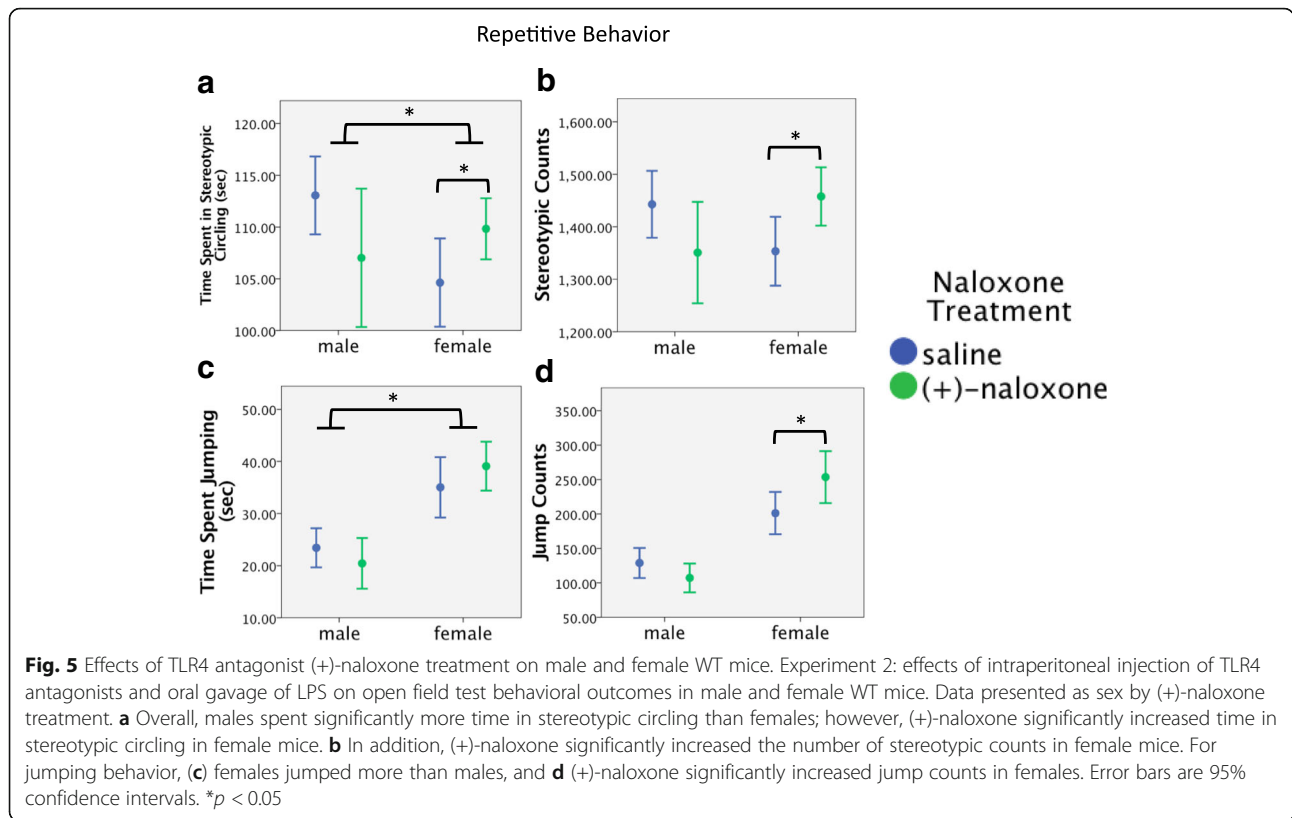 Repetitive Behavior
a
Time Spent in Stereotypic
Circling (sec)
120.00
115.00
110.00
105.00
100.00
*
*
male
female
b
Stereotypic Counts
1,600.00
1,500.00
1,400.00
1,300.00
1,200.00
*
male
female
c
Time Spent Jumping
(sec)
50.00
40.00
30.00
20.00
10.00
*
male
female
d
Jump Counts
350.00
300.00
250.00
200.00
150.00
100.00
50.00
*
male
female
Naloxone
Treatment
saline
(+)-naloxone
Fig. 5 Effects of TLR4 antagonist (+)-naloxone treatment on male and female WT mice. Experiment 2: effects of intraperitoneal injection of TLR4
antagonists and oral gavage of LPS on open field test behavioral outcomes in male and female WT mice. Data presented as sex by (+)-naloxone
treatment. a Overall, males spent significantly more time in stereotypic circling than females; however, (+)-naloxone significantly increased time in
stereotypic circling in female mice. b In addition, (+)-naloxone significantly increased the number of stereotypic counts in female mice. For
jumping behavior, (c) females jumped more than males, and d (+)-naloxone significantly increased jump counts in females. Error bars are 95%
confidence intervals. *p < 0.05